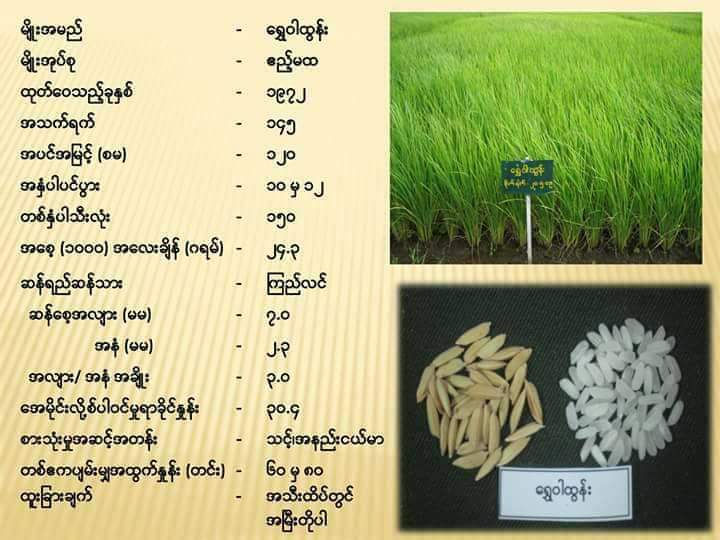 မျိုးအမည် - ရွှေဝါထွန်း
မျိုးအုပ်စု - ဧည့်မထ
ထုတ်ဝေသည့်ခုနှစ် - ၁၉၇၂
အသက်ရက် - ၁၄၅
အပင်အမြင့် (စမ) - ၁၂၀
အနှံပါပင်ပွား - ၁၀ မှ ၁၂
တစ်နှံပါသီးလုံး - ၁၅၀
အစေ့ (၁၀၀၀) အလေးချိန် (ဂရမ်) - ၂၄.၃
ဆန်ရည်ဆန်သား - ကြည်လင်
ဆန်စေ့အလျား (မမ) - ၇.၀
အနံ (မမ) - ၂.၃
အလျား/ အနံ အချိုး - ၃.၀
အေမိုင်းလို့စ်ပါဝင်မှုရာခိုင်နှုန်း - ၃၀.၄
စားသုံးမှုအဆင့်အတန်း - သင့်၊အနည်းငယ်မာ
တစ်ဧကပျမ်းမျှအထွက်နှုန်း (တင်း) - ၆၀ မှ ၈၀
ထူးခြားချက် - အသီးထိပ်တွင်
အမြီးတိုပါ
ရွှေဝါထွန်း
ရွှေဝါထွန်း